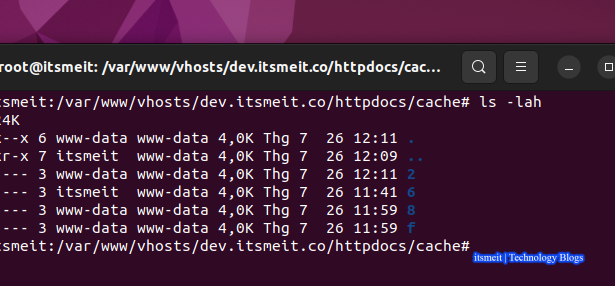 root@itsmeit: /var/www/vhosts/dev.itsmeit.co/httpdocs/cac...
tsmeit:/var/www/vhosts/dev.itsmeit.co/httpdocs/cache# ls -lah
24K
x--x 6 www-data www-data 4,0K Thg 7  26 12:11 .
xr-x 7 itsmeit  www-data 4,0K Thg 7  26 12:09 ..
---- 3 www-data www-data 4,0K Thg 7  26 12:11 2
---- 3 itsmeit  www-data 4,0K Thg 7  26 11:41 6
---- 3 www-data www-data 4,0K Thg 7  26 11:59 8
---- 3 www-data www-data 4,0K Thg 7  26 11:59 f
tsmeit:/var/www/vhosts/dev.itsmeit.co/httpdocs/cache#
itsmeit | Technology Blogs